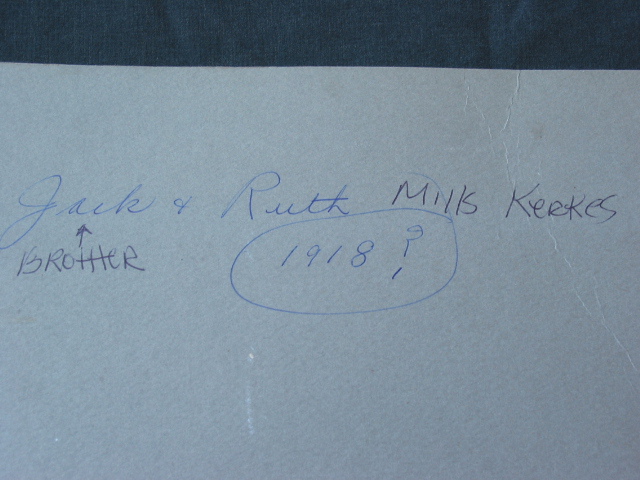 Jack & Ruth Mills Kerkes
BROTHER
1918 ?